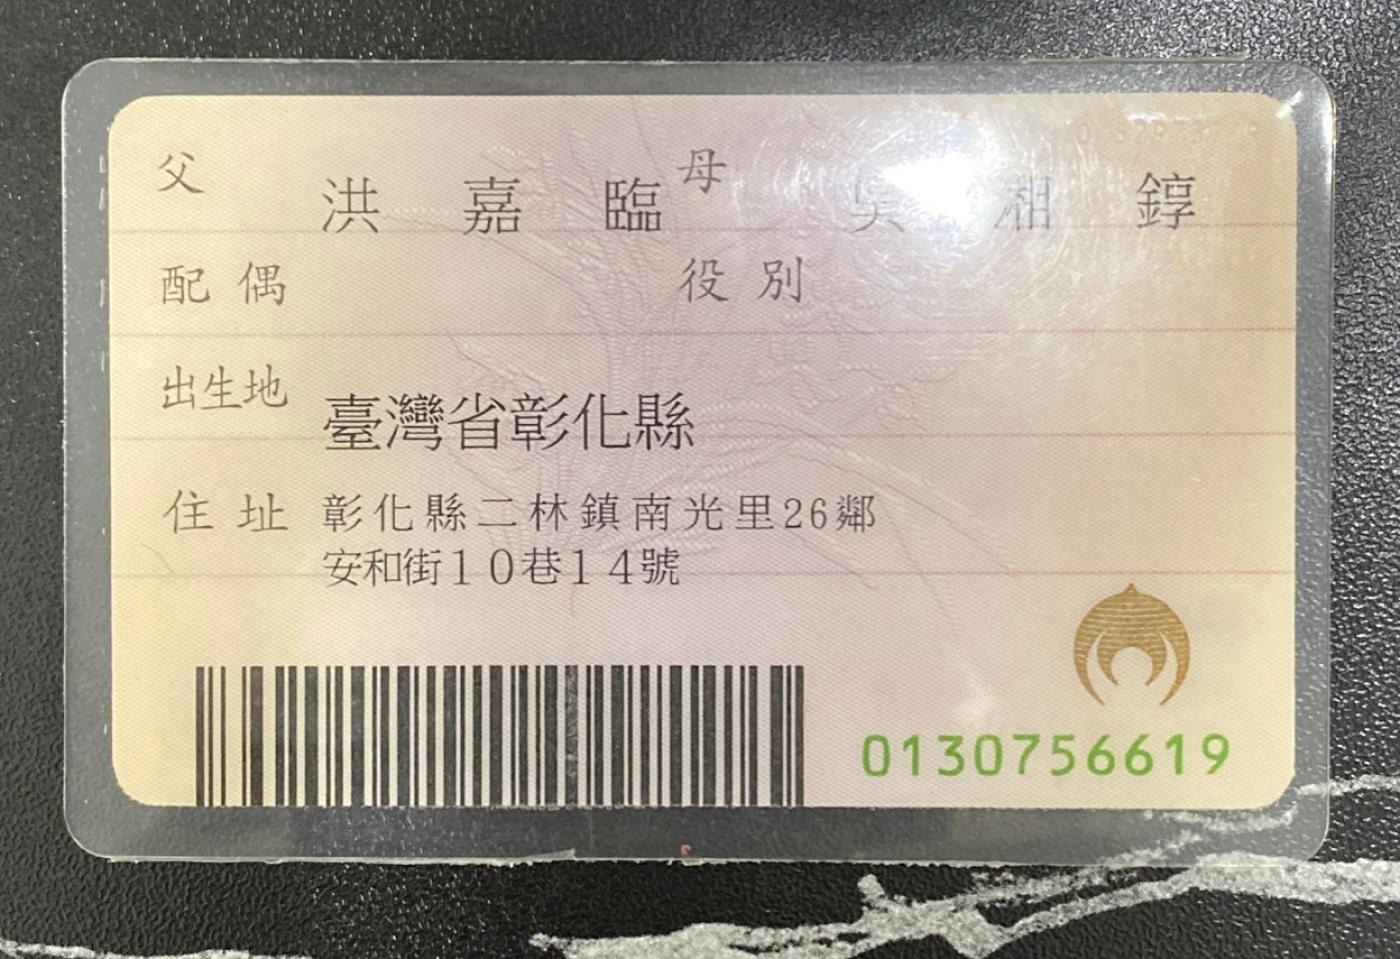 父 洪嘉臨 母 吳湘錞
配偶 役別
出生地 臺灣省彰化縣
住址 彰化縣二林鎮南光里26鄰
安和街10巷14號
0130756619